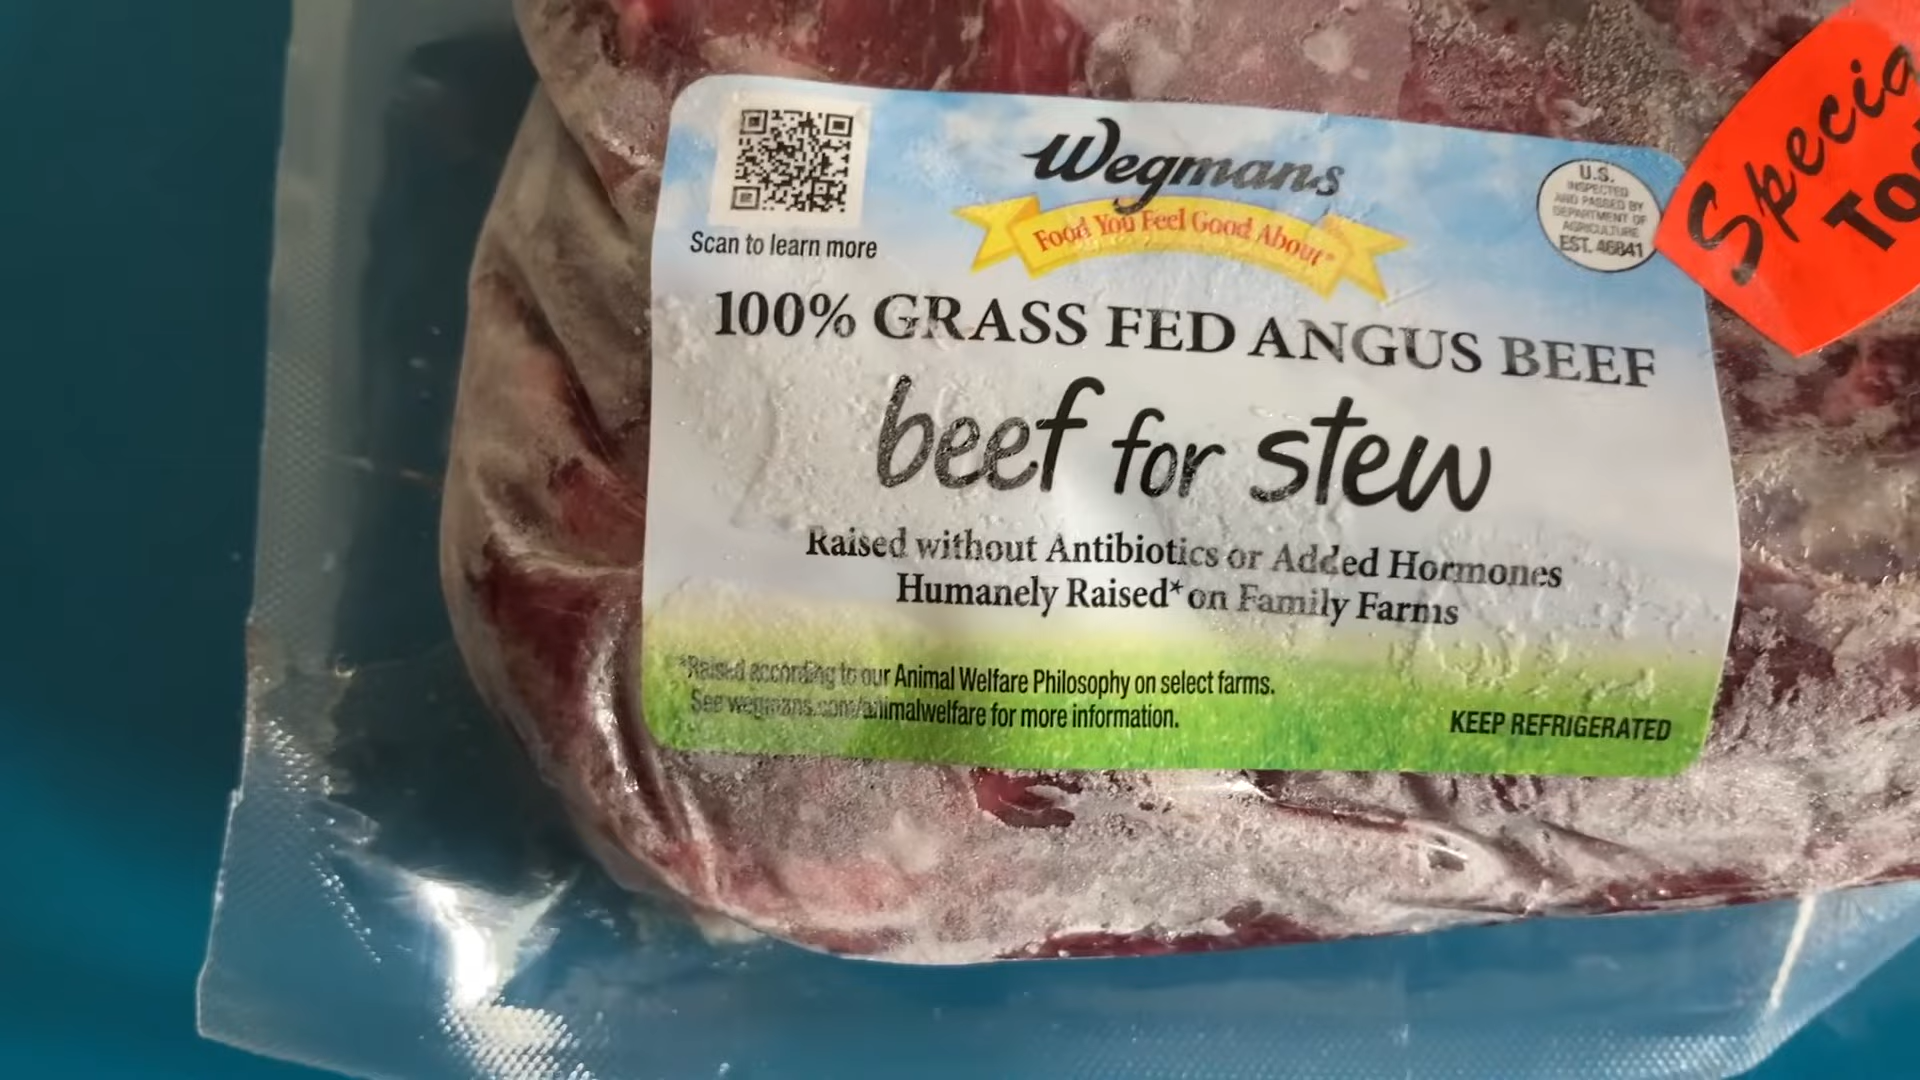 Wegmans
Food You Feel Good About®
Scan to learn more
U.S.
INSPECTED
AND PASSED BY
DEPARTMENT OF
AGRICULTURE
EST. 46841
100% GRASS FED ANGUS BEEF
beef for stew
Raised without Antibiotics or Added Hormones
Humanely Raised* on Family Farms
*Raised according to our Animal Welfare Philosophy on select farms.
See wegmans.com/animalwelfare for more information.
KEEP REFRIGERATED